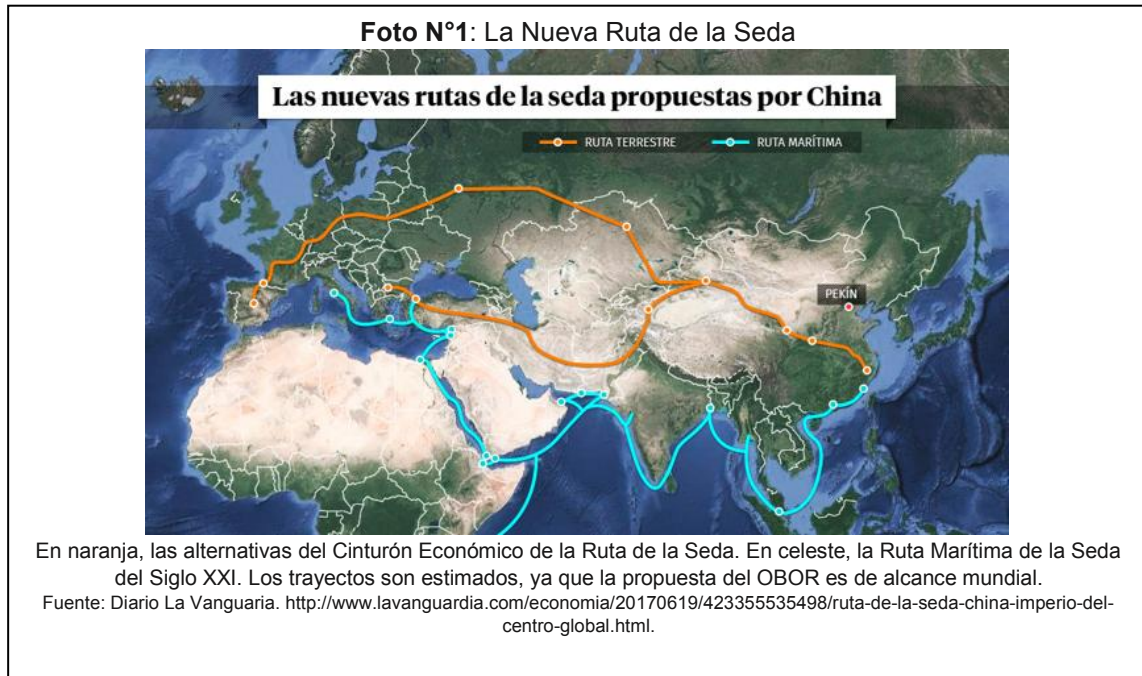 Foto N°1: La Nueva Ruta de la Seda
Las nuevas rutas de la seda propuestas por China
RUTA TERRESTRE
RUTA MARÍTIMA
PEKÍN
En naranja, las alternativas del Cinturón Económico de la Ruta de la Seda. En celeste, la Ruta Marítima de la Seda
del Siglo XXI. Los trayectos son estimados, ya que la propuesta del OBOR es de alcance mundial.
Fuente: Diario La Vanguaria. http://www.lavanguardia.com/economia/20170619/423355535498/ruta-de-la-seda-china-imperio-del-
centro-global.html.